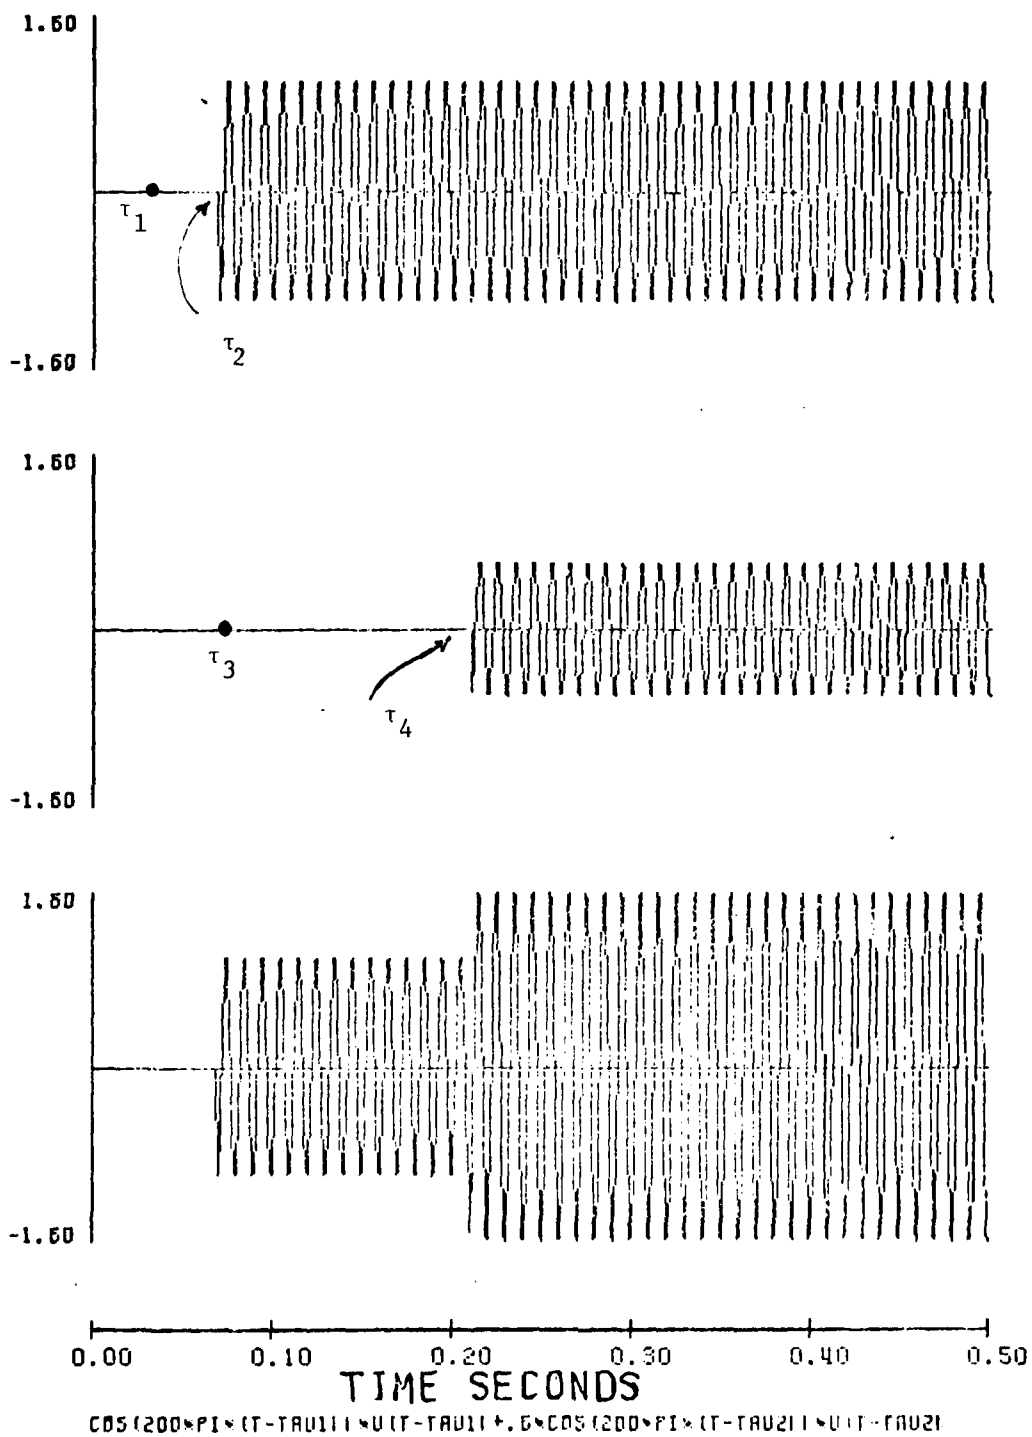 1.60
τ1
τ2
-1.60
1.60
τ3
τ4
-1.60
1.60
-1.60
0.00 0.10 0.20 0.30 0.40 0.50
TIME SECONDS
COS(200*PI*(T-TAU1))*U(T-TAU1)+.6*COS(200*PI*(T-TAU2))*U(T-TAU2)